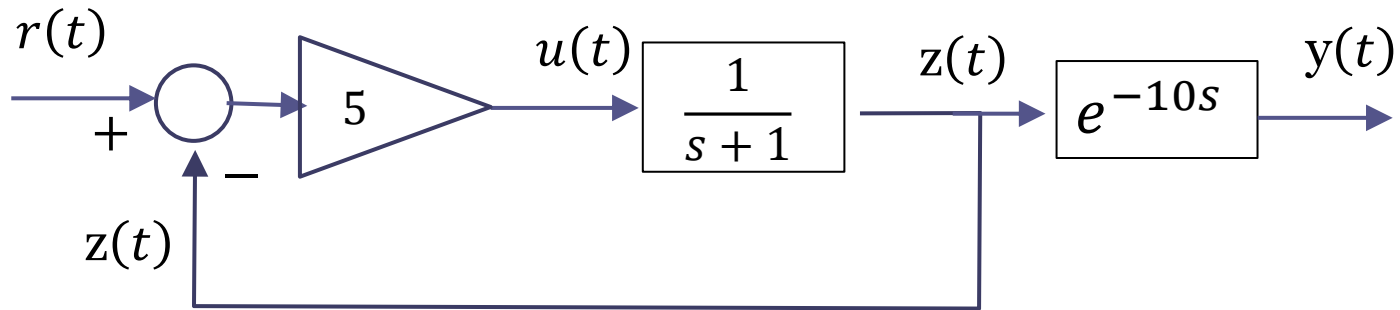 r(t)
+
−
5
u(t)
1
s + 1
z(t)
e^{−10s}
y(t)
z(t)